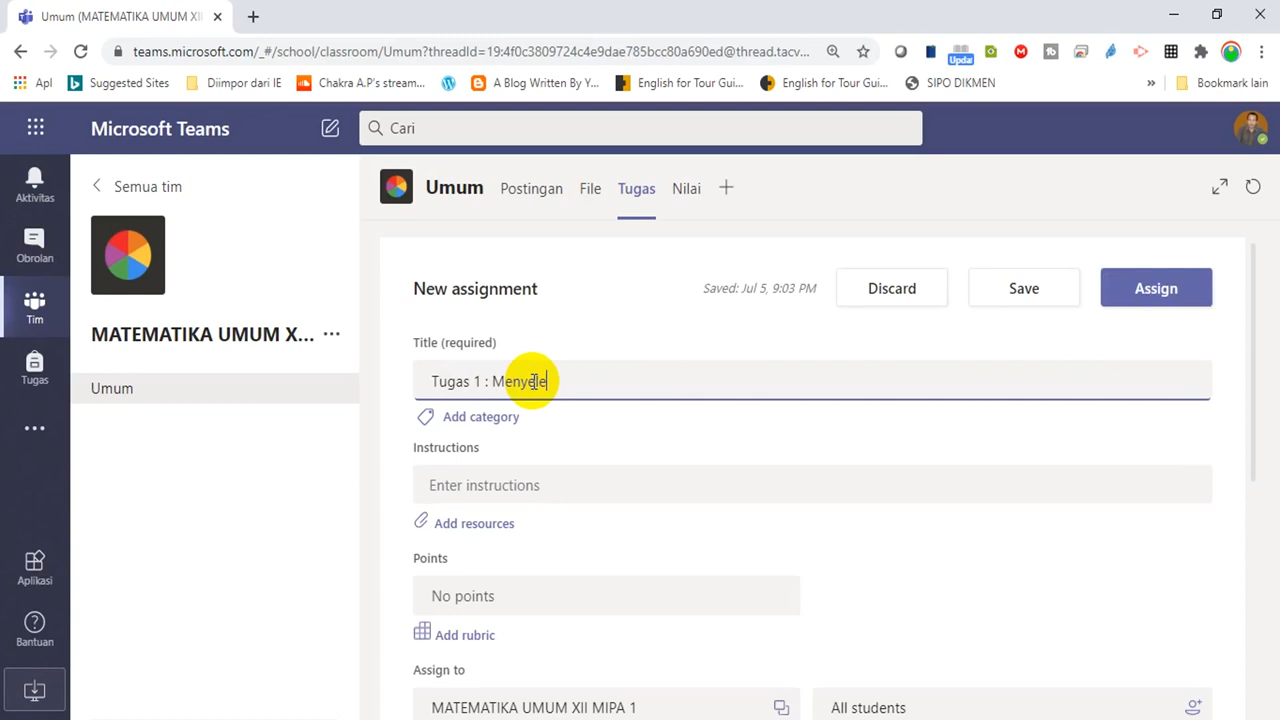 Umum (MATEMATIKA UMUM XI
teams.microsoft.com/_#/school/classroom/Umum?threadId=19:4f0c3809724c4e9dae785bcc80a690ed@thread.tacv...
Upda
Apl
Suggested Sites
Diimpor dari IE
Chakra A.P's stream...
A Blog Written By Y...
English for Tour Gui...
English for Tour Gui...
SIPO DIKMEN
»
Bookmark lain
Microsoft Teams
Cari
Aktivitas
Obrolan
Tim
Tugas
Aplikasi
Bantuan
Semua tim
MATEMATIKA UMUM X...
Umum
Umum
Postingan
File
Tugas
Nilai
New assignment
Saved: Jul 5, 9:03 PM
Discard
Save
Assign
Title (required)
Tugas 1 : Menyele
Add category
Instructions
Enter instructions
Add resources
Points
No points
Add rubric
Assign to
MATEMATIKA UMUM XII MIPA 1
All students